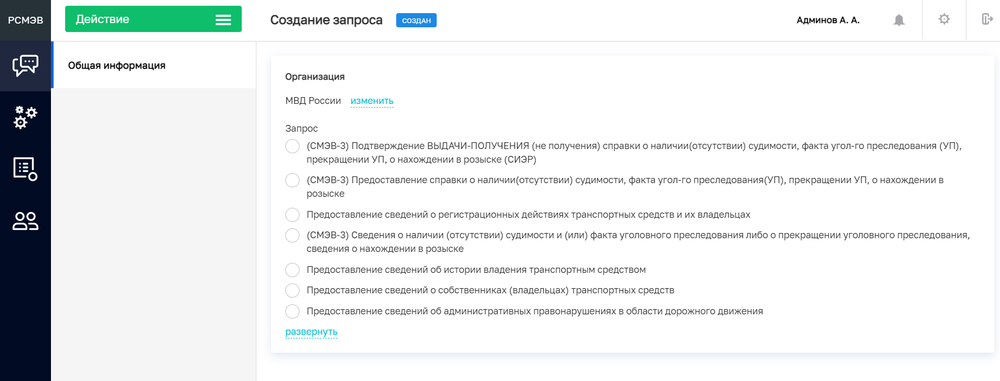 РСМЭВ
Действие
Создание запроса
СОЗДАН
Админов А. А.
Общая информация
Организация
МВД России изменить
Запрос
(СМЭВ-3) Подтверждение ВЫДАЧИ-ПОЛУЧЕНИЯ (не получения) справки о наличии(отсутствии) судимости, факта угол-го преследования (УП),
прекращении УП, о нахождении в розыске (СИЭР)
(СМЭВ-3) Предоставление справки о наличии(отсутствии) судимости, факта угол-го преследования(УП), прекращении УП, о нахождении в
розыске
Предоставление сведений о регистрационных действиях транспортных средств и их владельцах
(СМЭВ-3) Сведения о наличии (отсутствии) судимости и (или) факта уголовного преследования либо о прекращении уголовного преследования,
сведения о нахождении в розыске
Предоставление сведений об истории владения транспортным средством
Предоставление сведений о собственниках (владельцах) транспортных средств
Предоставление сведений об административных правонарушениях в области дорожного движения
развернуть